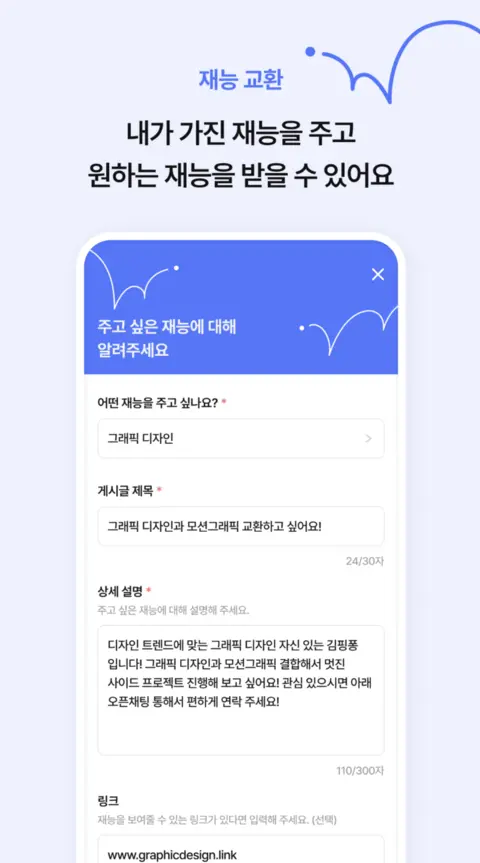 재능 교환
내가 가진 재능을 주고
원하는 재능을 받을 수 있어요
주고 싶은 재능에 대해
알려주세요
어떤 재능을 주고 싶나요? *
그래픽 디자인
게시글 제목 *
그래픽 디자인과 모션그래픽 교환하고 싶어요!
24/30자
상세 설명 *
주고 싶은 재능에 대해 설명해 주세요.
디자인 트렌드에 맞는 그래픽 디자인 자신 있는 김핑퐁
입니다! 그래픽 디자인과 모션그래픽 결합해서 멋진
사이드 프로젝트 진행해 보고 싶어요! 관심 있으시면 아래
오픈채팅 통해서 편하게 연락 주세요!
110/300자
링크
재능을 보여줄 수 있는 링크가 있다면 입력해 주세요. (선택)
www.graphicdesign.link